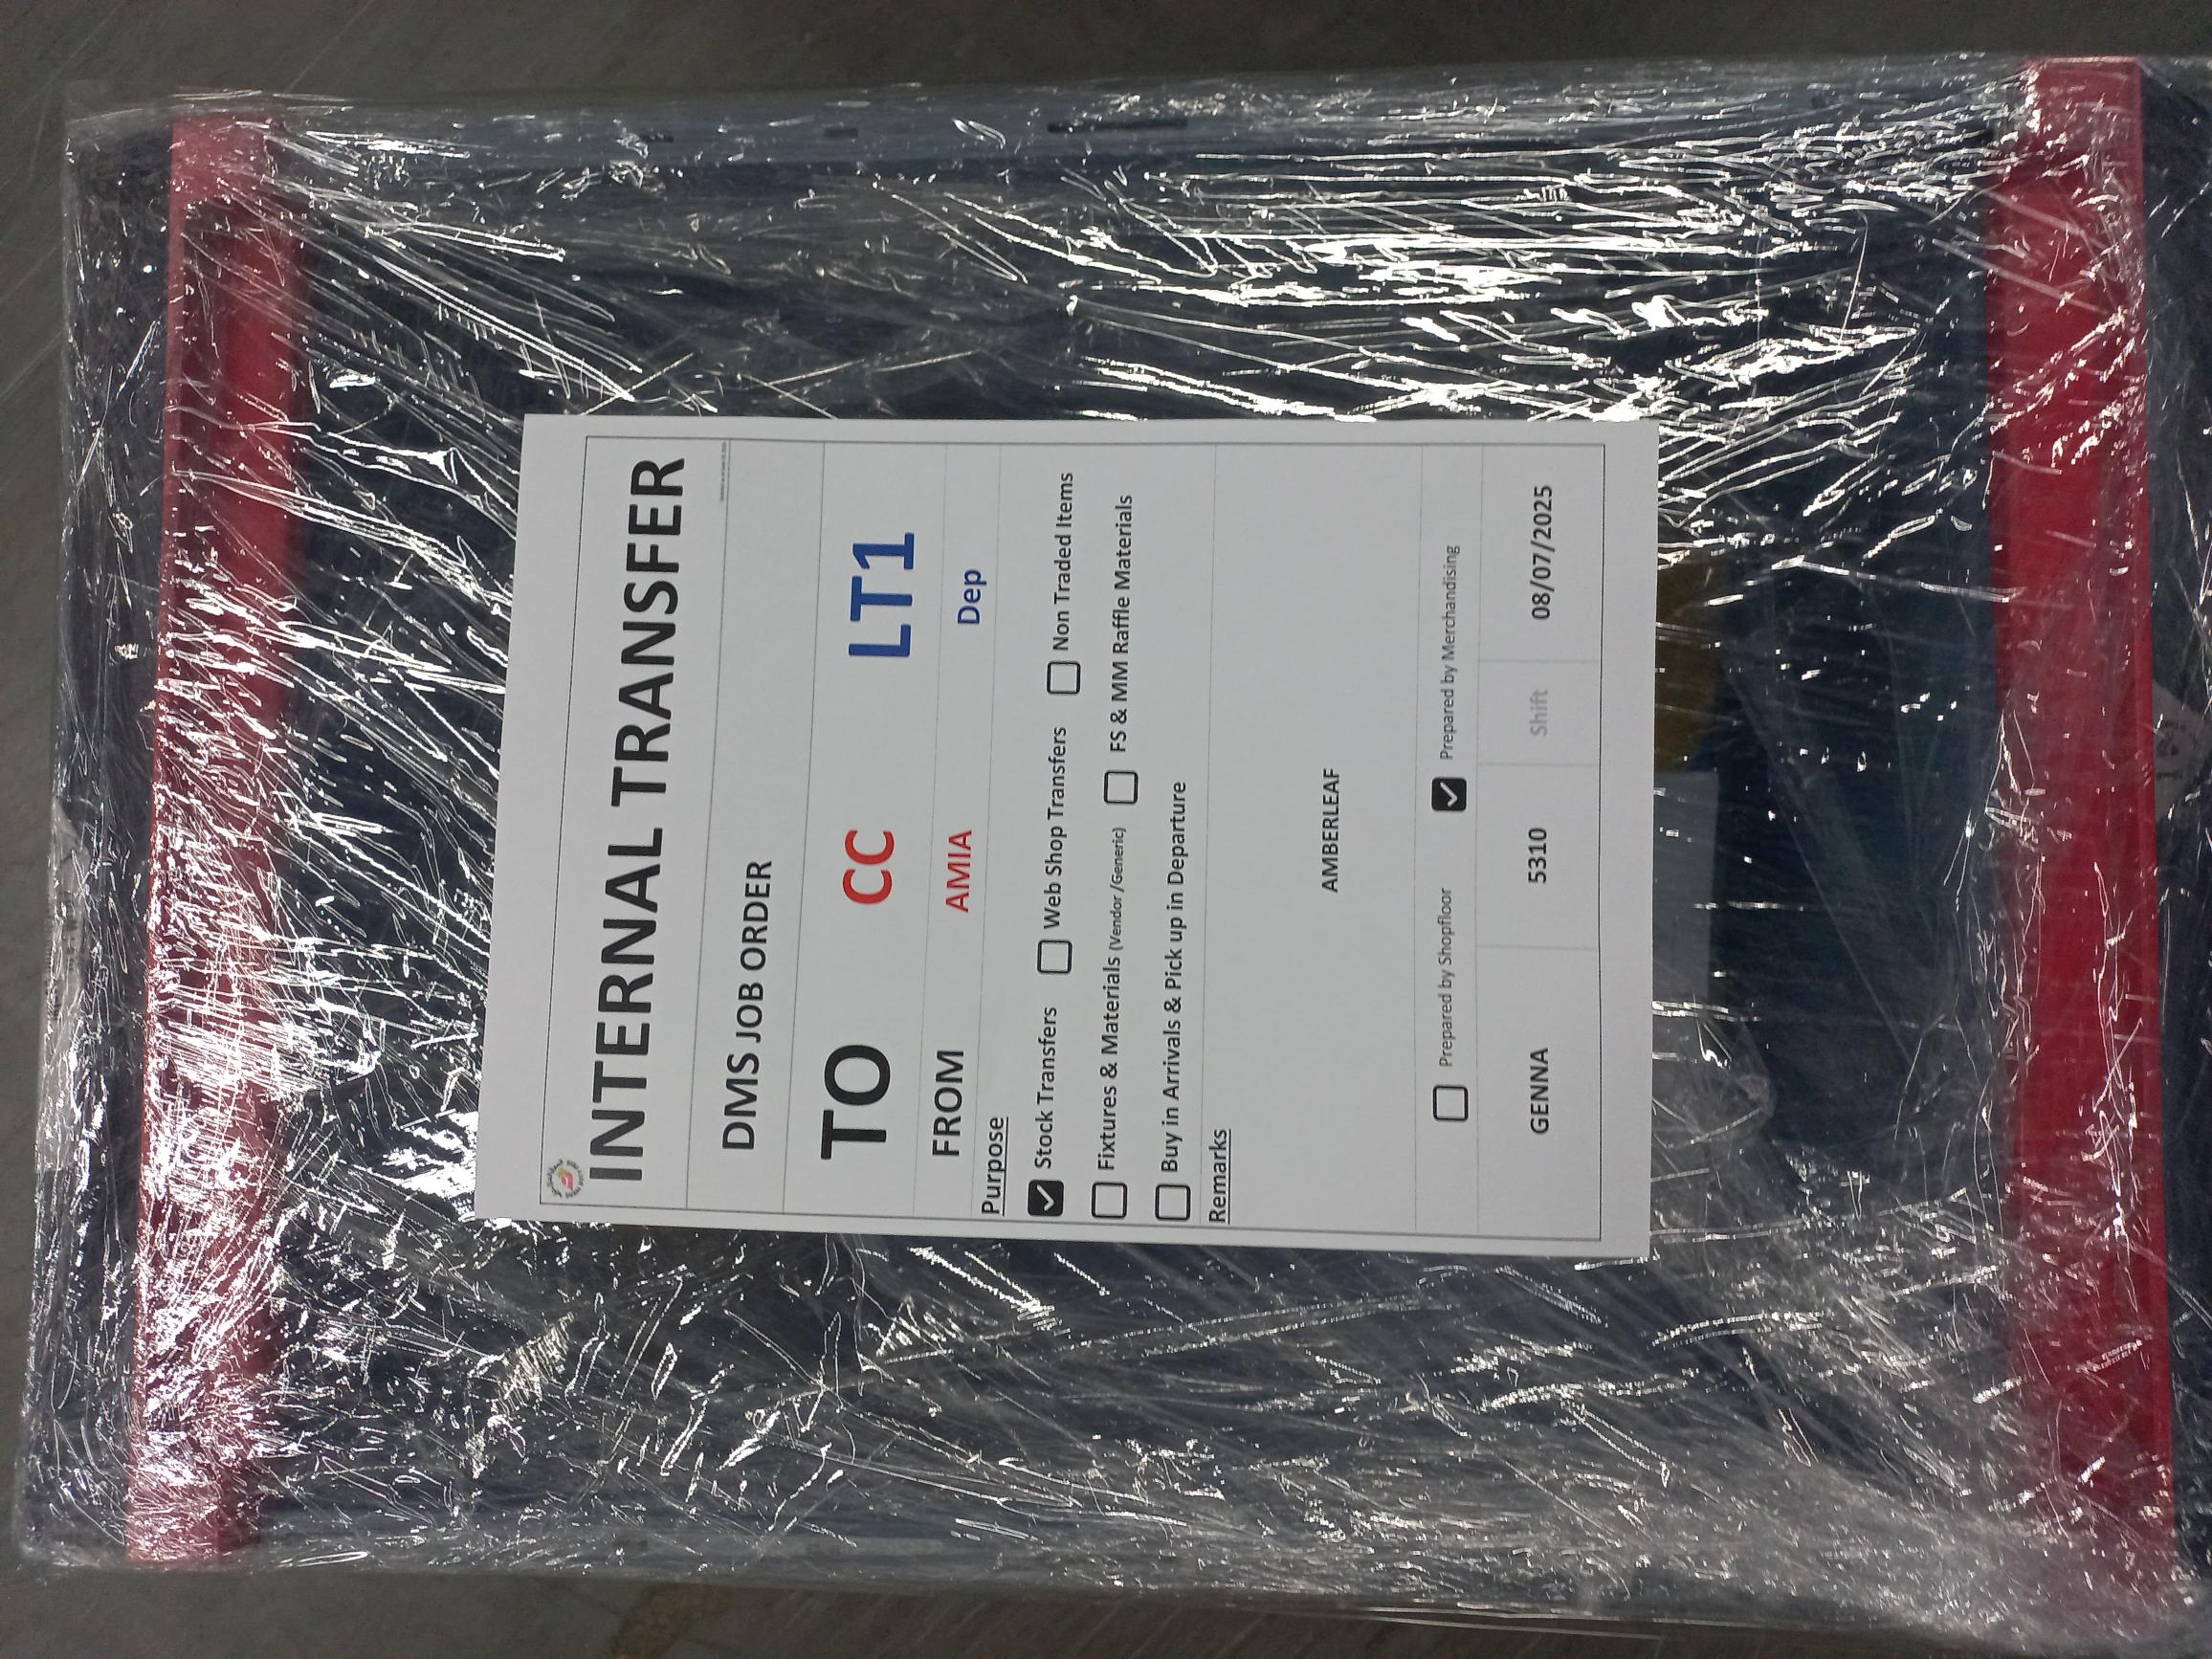 INTERNAL TRANSFER
DMS JOB ORDER
TO CC LT1
FROM AMIA Dep
Purpose
Stock Transfers Web Shop Transfers Non Traded Items
Fixtures & Materials (Vendor /Generic) FS & MM Raffle Materials
Buy in Arrivals & Pick up in Departure
Remarks
AMBERLEAF
Prepared by Shopfloor Prepared by Merchandising
GENNA 5310 Shift 08/07/2025